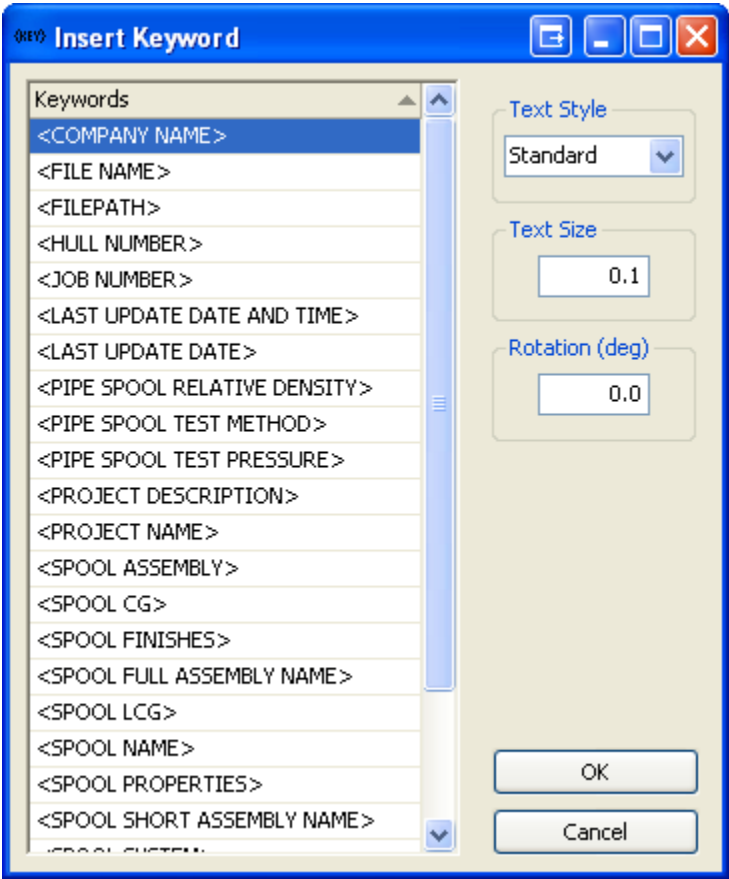 {KEY} Insert Keyword
Keywords
<COMPANY NAME>
<FILE NAME>
<FILEPATH>
<HULL NUMBER>
<JOB NUMBER>
<LAST UPDATE DATE AND TIME>
<LAST UPDATE DATE>
<PIPE SPOOL RELATIVE DENSITY>
<PIPE SPOOL TEST METHOD>
<PIPE SPOOL TEST PRESSURE>
<PROJECT DESCRIPTION>
<PROJECT NAME>
<SPOOL ASSEMBLY>
<SPOOL CG>
<SPOOL FINISHES>
<SPOOL FULL ASSEMBLY NAME>
<SPOOL LCG>
<SPOOL NAME>
<SPOOL PROPERTIES>
<SPOOL SHORT ASSEMBLY NAME>
Text Style
Standard
Text Size
0.1
Rotation (deg)
0.0
OK
Cancel